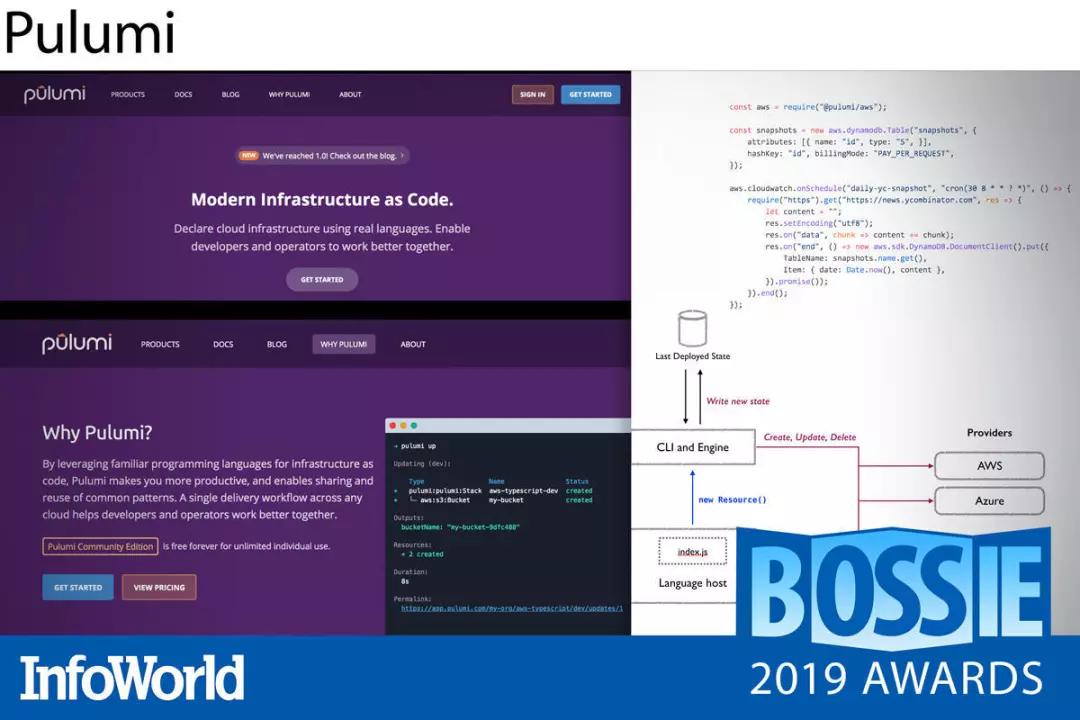 Pulumi
pulumi PRODUCTS DOCS BLOG WHY PULUMI ABOUT SIGN IN GET STARTED
NEW We've reached 1.0! Check out the blog. ›
Modern Infrastructure as Code.
Declare cloud infrastructure using real languages. Enable
developers and operators to work better together.
GET STARTED
pulumi PRODUCTS DOCS BLOG WHY PULUMI ABOUT
Why Pulumi?
By leveraging familiar programming languages for infrastructure as
code, Pulumi makes you more productive, and enables sharing and
reuse of common patterns. A single delivery workflow across any
cloud helps developers and operators work better together.
Pulumi Community Edition is free forever for unlimited individual use.
GET STARTED VIEW PRICING
→ pulumi up
Updating (dev):
Type Name Status
+ pulumi:pulumi:Stack aws-typescript-dev created
+ └─ aws:s3:Bucket my-bucket created
Outputs:
bucketName: "my-bucket-9dfc480"
Resources:
+ 2 created
Duration:
8s
Permalink:
https://app.pulumi.com/my-org/aws-typescript/dev/updates/1
const aws = require("@pulumi/aws");
const snapshots = new aws.dynamodb.Table("snapshots", {
attributes: [{ name: "id", type: "S", }],
hashKey: "id", billingMode: "PAY_PER_REQUEST",
});
aws.cloudwatch.onSchedule("daily-yc-snapshot", "cron(30 8 * * ? *)", () => {
require("https").get("https://news.ycombinator.com", res => {
let content = "";
res.setEncoding("utf8");
res.on("data", chunk => content += chunk);
res.on("end", () => new aws.sdk.DynamoDB.DocumentClient().put({
TableName: snapshots.name.get(),
Item: { date: Date.now(), content },
}).promise());
}).end();
});
Last Deployed State
Write new state
CLI and Engine
Create, Update, Delete
Providers
AWS
Azure
new Resource()
index.js
Language host
BOSSIE
2019 AWARDS
InfoWorld